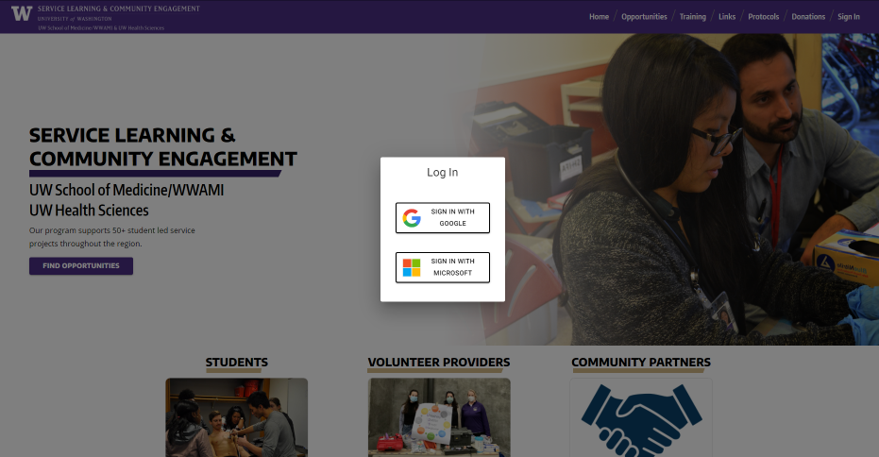 W
SERVICE LEARNING & COMMUNITY ENGAGEMENT
UNIVERSITY of WASHINGTON
UW School of Medicine-WWAMI & UW Health Sciences
Home / Opportunities / Training / Links / Protocols / Donations / Sign In
SERVICE LEARNING &
COMMUNITY ENGAGEMENT
UW School of Medicine/WWAMI
UW Health Sciences
Our program supports 50+ student led service
projects throughout the region.
FIND OPPORTUNITIES
Log In
SIGN IN WITH
GOOGLE
SIGN IN WITH
MICROSOFT
STUDENTS
VOLUNTEER PROVIDERS
COMMUNITY PARTNERS